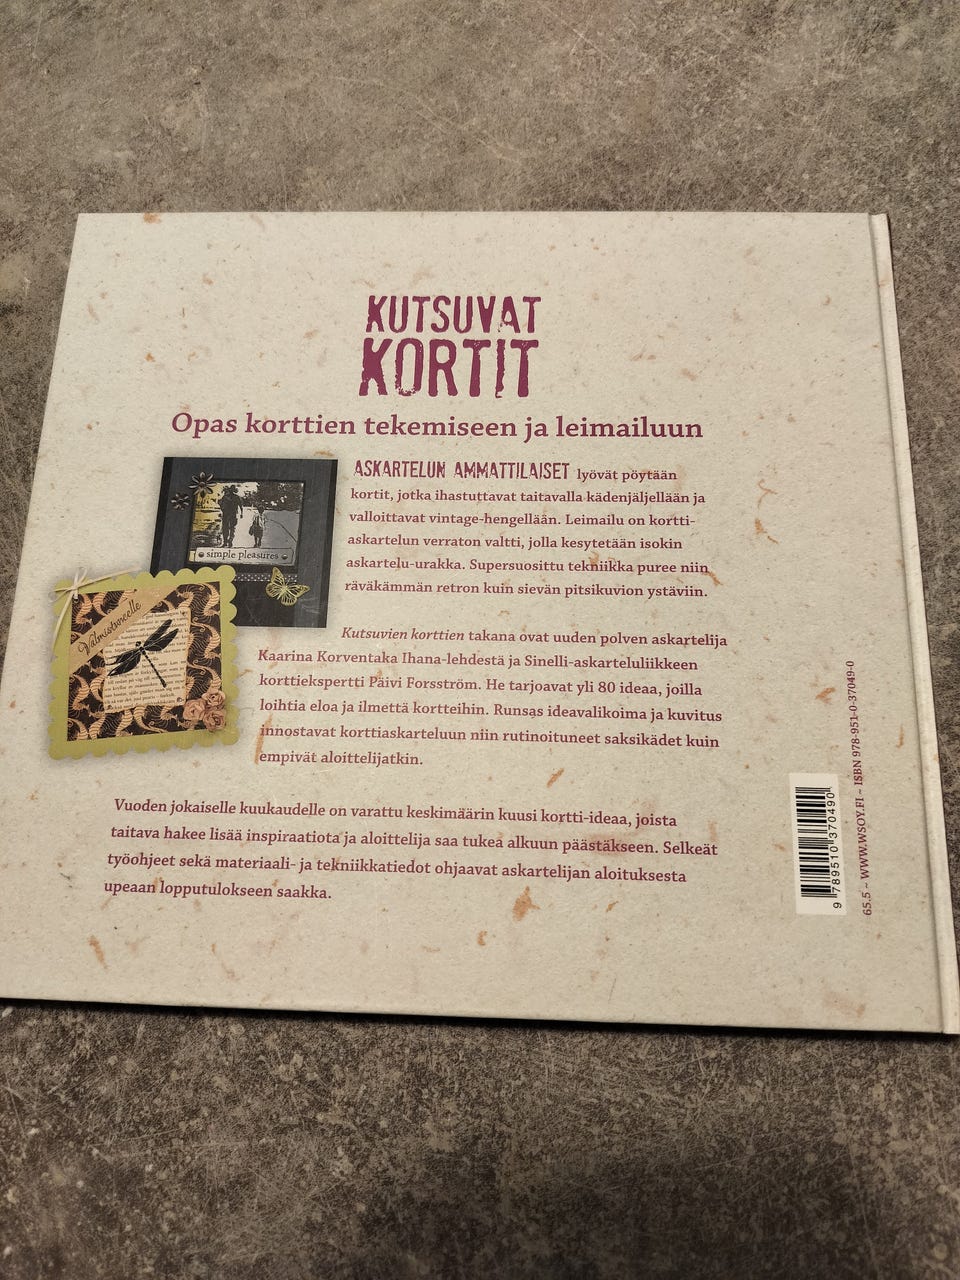 KUTSUVAT
KORTIT
Opas korttien tekemiseen ja leimailuun
ASKARTELUN AMMATTILAISET lyövät pöytään
kortit, jotka ihastuttavat taitavalla kädenjäljellään ja
valloittavat vintage-hengellään. Leimailu on kortti-
askartelun verraton valtti, jolla kesytetään isokin
askartelu-urakka. Supersuosittu tekniikka puree niin
räväkämmän retron kuin sievän pitsikuvion ystäviin.
simple pleasures
Valmistuneelle
Kutsuvien korttien takana ovat uuden polven askartelija
Kaarina Korventaka Ihana-lehdestä ja Sinelli-askarteluliikkeen
korttiekspertti Päivi Forsström. He tarjoavat yli 80 ideaa, joilla
loihtia eloa ja ilmettä kortteihin. Runsas ideavalikoima ja kuvitus
innostavat korttiaskarteluun niin rutinoituneet saksikädet kuin
empivät aloittelijatkin.
Vuoden jokaiselle kuukaudelle on varattu keskimäärin kuusi kortti-ideaa, joista
taitava hakee lisää inspiraatiota ja aloittelija saa tukea alkuun päästäkseen. Selkeät
työohjeet sekä materiaali- ja tekniikkatiedot ohjaavat askartelijan aloituksesta
upeaan lopputulokseen saakka.
9 789510 370490
65.5 ~ WWW.WSOY.FI ~ ISBN 978-951-0-37049-0